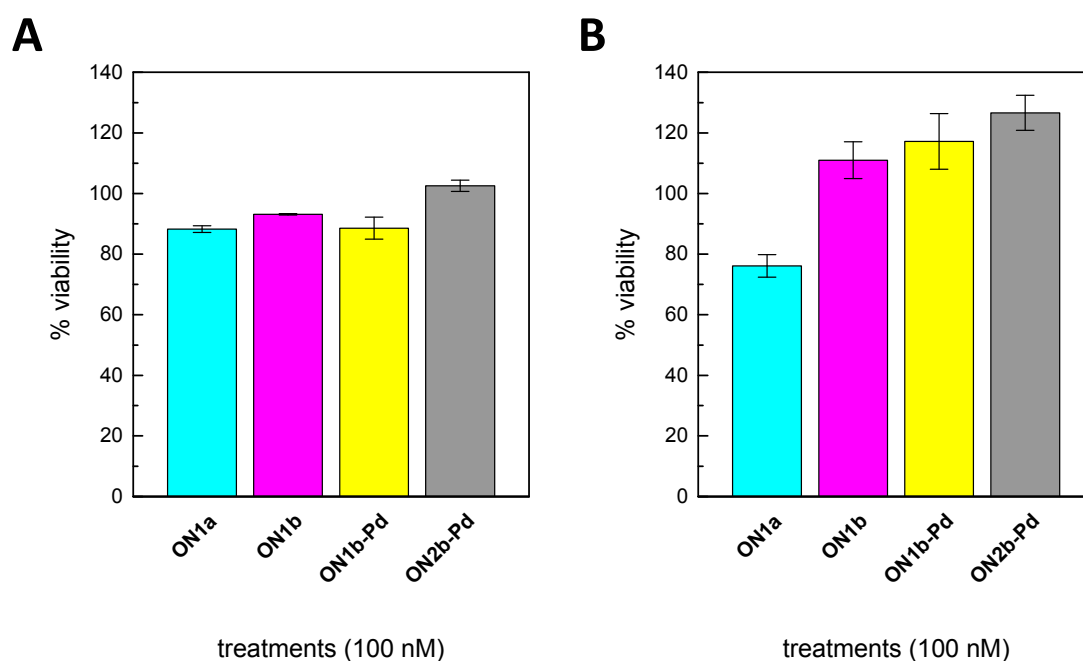 A
140
120
100
80
60
40
20
0
% viability
ON1a
ON1b
ON1b-Pd
ON2b-Pd
treatments (100 nM)
B
140
120
100
80
60
40
20
0
% viability
ON1a
ON1b
ON1b-Pd
ON2b-Pd
treatments (100 nM)